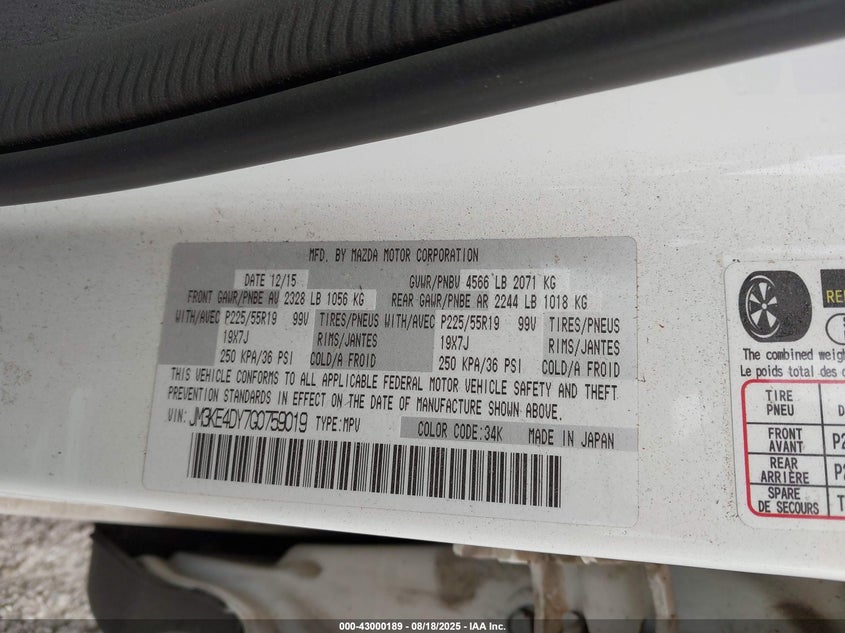 MFD. BY MAZDA MOTOR CORPORATION
DATE 12/15 GVWR/PNBV 4566 LB 2071 KG
FRONT GAWR/PNBE AV 2328 LB 1056 KG REAR GAWR/PNBE AR 2244 LB 1018 KG
WITH/AVEC P225/55R19 99V TIRES/PNEUS WITH/AVEC P225/55R19 99V TIRES/PNEUS
19X7J RIMS/JANTES 19X7J RIMS/JANTES
250 KPA/36 PSI COLD/A FROID 250 KPA/36 PSI COLD/A FROID
THIS VEHICLE CONFORMS TO ALL APPLICABLE FEDERAL MOTOR VEHICLE SAFETY AND THEFT
PREVENTION STANDARDS IN EFFECT ON THE DATE OF MANUFACTURE SHOWN ABOVE.
VIN: JM3KE4DY7G0759019 TYPE:MPV COLOR CODE:34K MADE IN JAPAN
The combined
Le poids total des
TIRE
PNEU
FRONT
AVANT
REAR
ARRIÈRE
SPARE
DE SECOURS
000-43000189 - 08/18/2025 - IAA Inc.